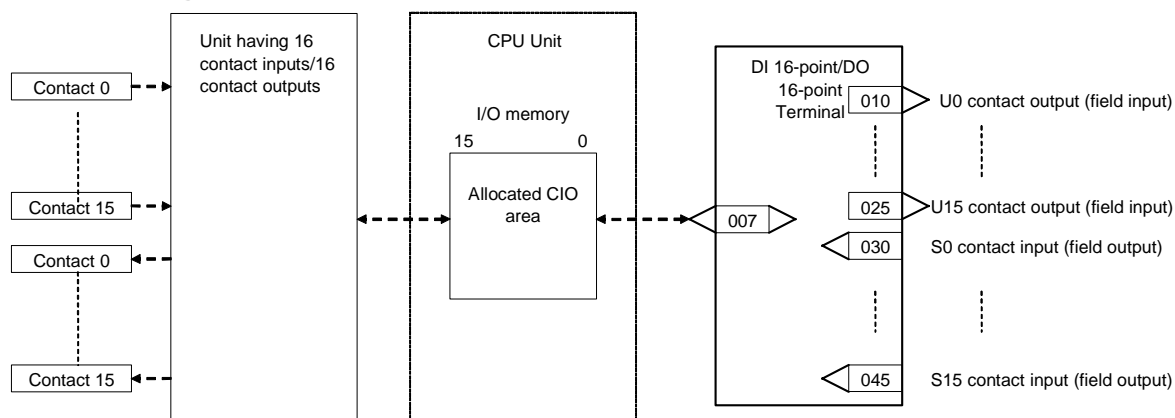 Unit having 16
contact inputs/16
contact outputs
Contact 0
Contact 15
Contact 0
Contact 15
CPU Unit
I/O memory
15 0
Allocated CIO
area
DI 16-point/DO
16-point
Terminal
007
010
U0 contact output (field input)
025
U15 contact output (field input)
030
S0 contact input (field output)
045
S15 contact input (field output)